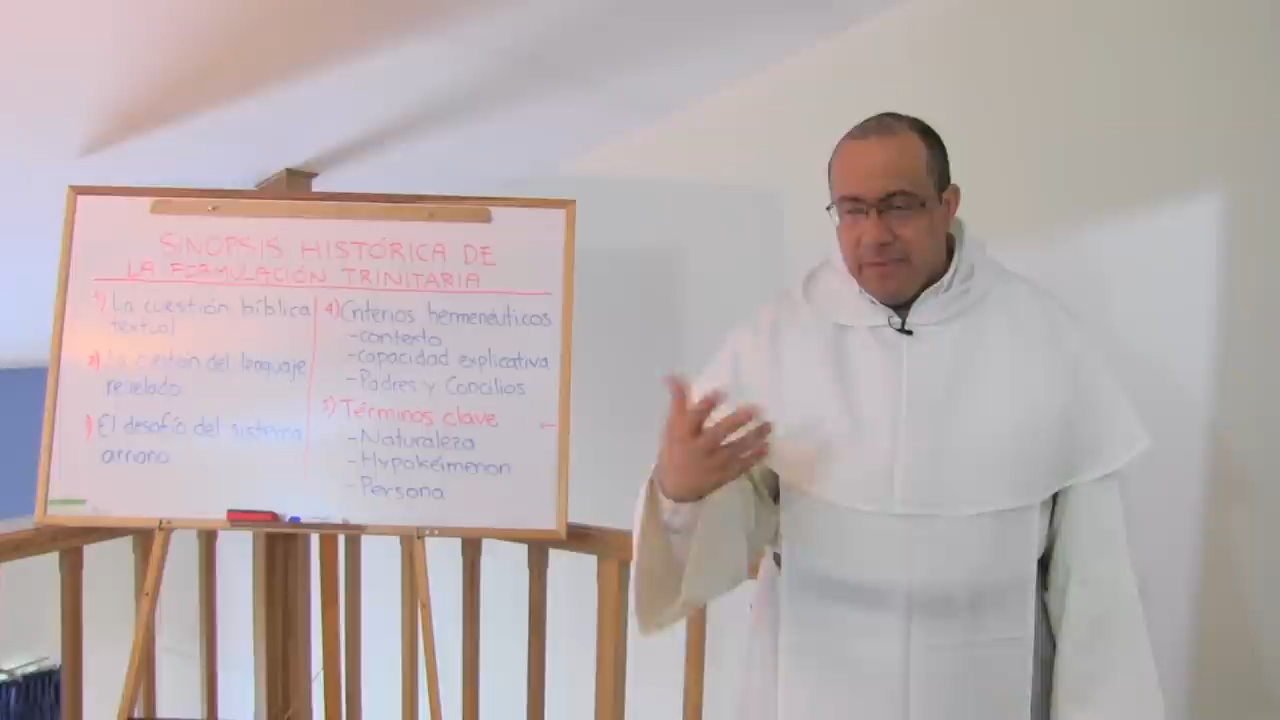 SINOPSIS HISTÓRICA DE
LA FORMULACIÓN TRINITARIA
1) La cuestión bíblica
textual
2) La cuestión del lenguaje
revelado
3) El desafío del sistema
arriano
4) Criterios hermenéuticos
-contexto
-capacidad explicativa
-Padres y Concilios
5) Términos clave
-Naturaleza
-Hypokéimenon
-Persona